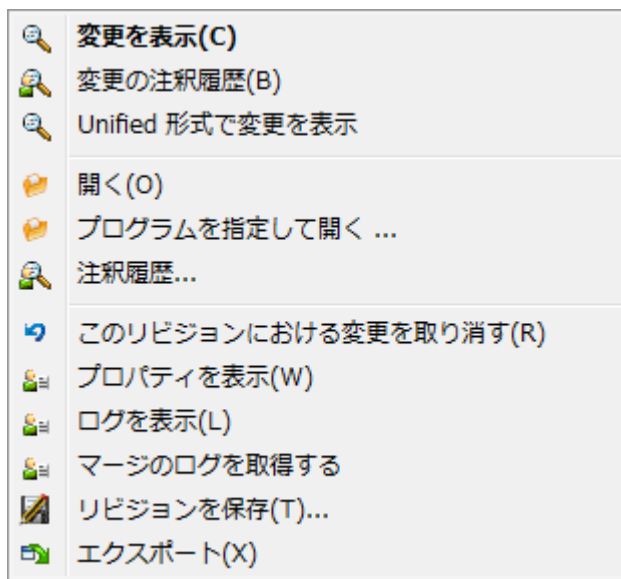 変更を表示(C)
変更の注釈履歴(B)
Unified 形式で変更を表示
開く(O)
プログラムを指定して開く ...
注釈履歴...
このリビジョンにおける変更を取り消す(R)
プロパティを表示(W)
ログを表示(L)
マージのログを取得する
リビジョンを保存(T)...
エクスポート(X)